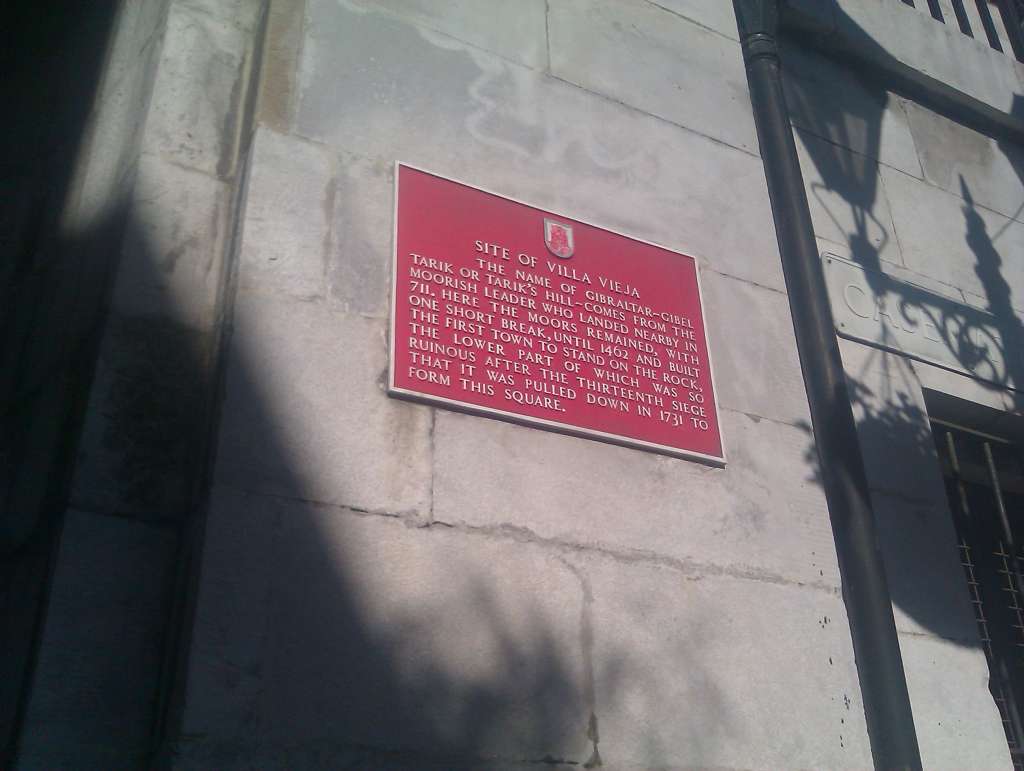 SITE OF VILLA VIEJA
THE NAME OF GIBRALTAR-GIBEL
TARIK OR TARIK'S HILL-COMES FROM THE
MOORISH LEADER WHO LANDED NEARBY IN
711. HERE THE MOORS REMAINED, WITH
ONE SHORT BREAK, UNTIL 1462 AND BUILT
THE FIRST TOWN TO STAND ON THE ROCK,
THE LOWER PART OF WHICH WAS SO
RUINOUS AFTER THE THIRTEENTH SIEGE
THAT IT WAS PULLED DOWN IN 1731 TO
FORM THIS SQUARE.